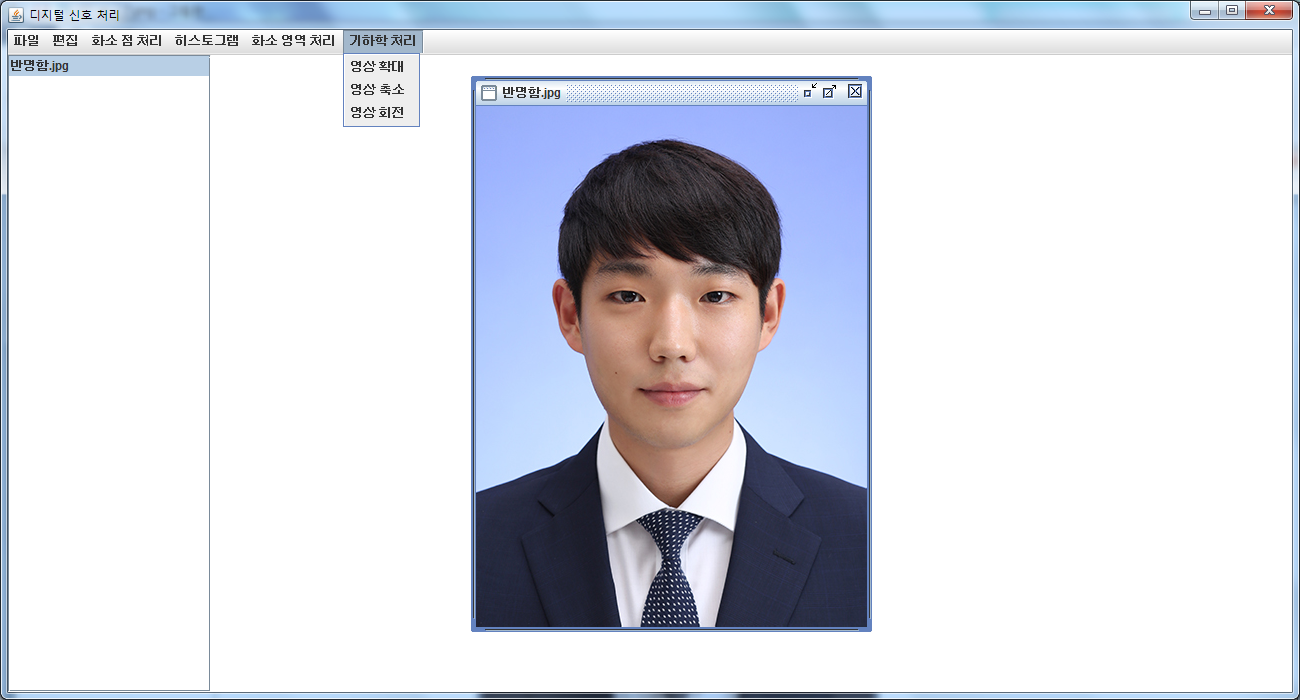 디지털 신호 처리
파일 편집 화소 점 처리 히스토그램 화소 영역 처리 기하학 처리
반명함.jpg
영상 확대
영상 축소
영상 회전
반명함.jpg